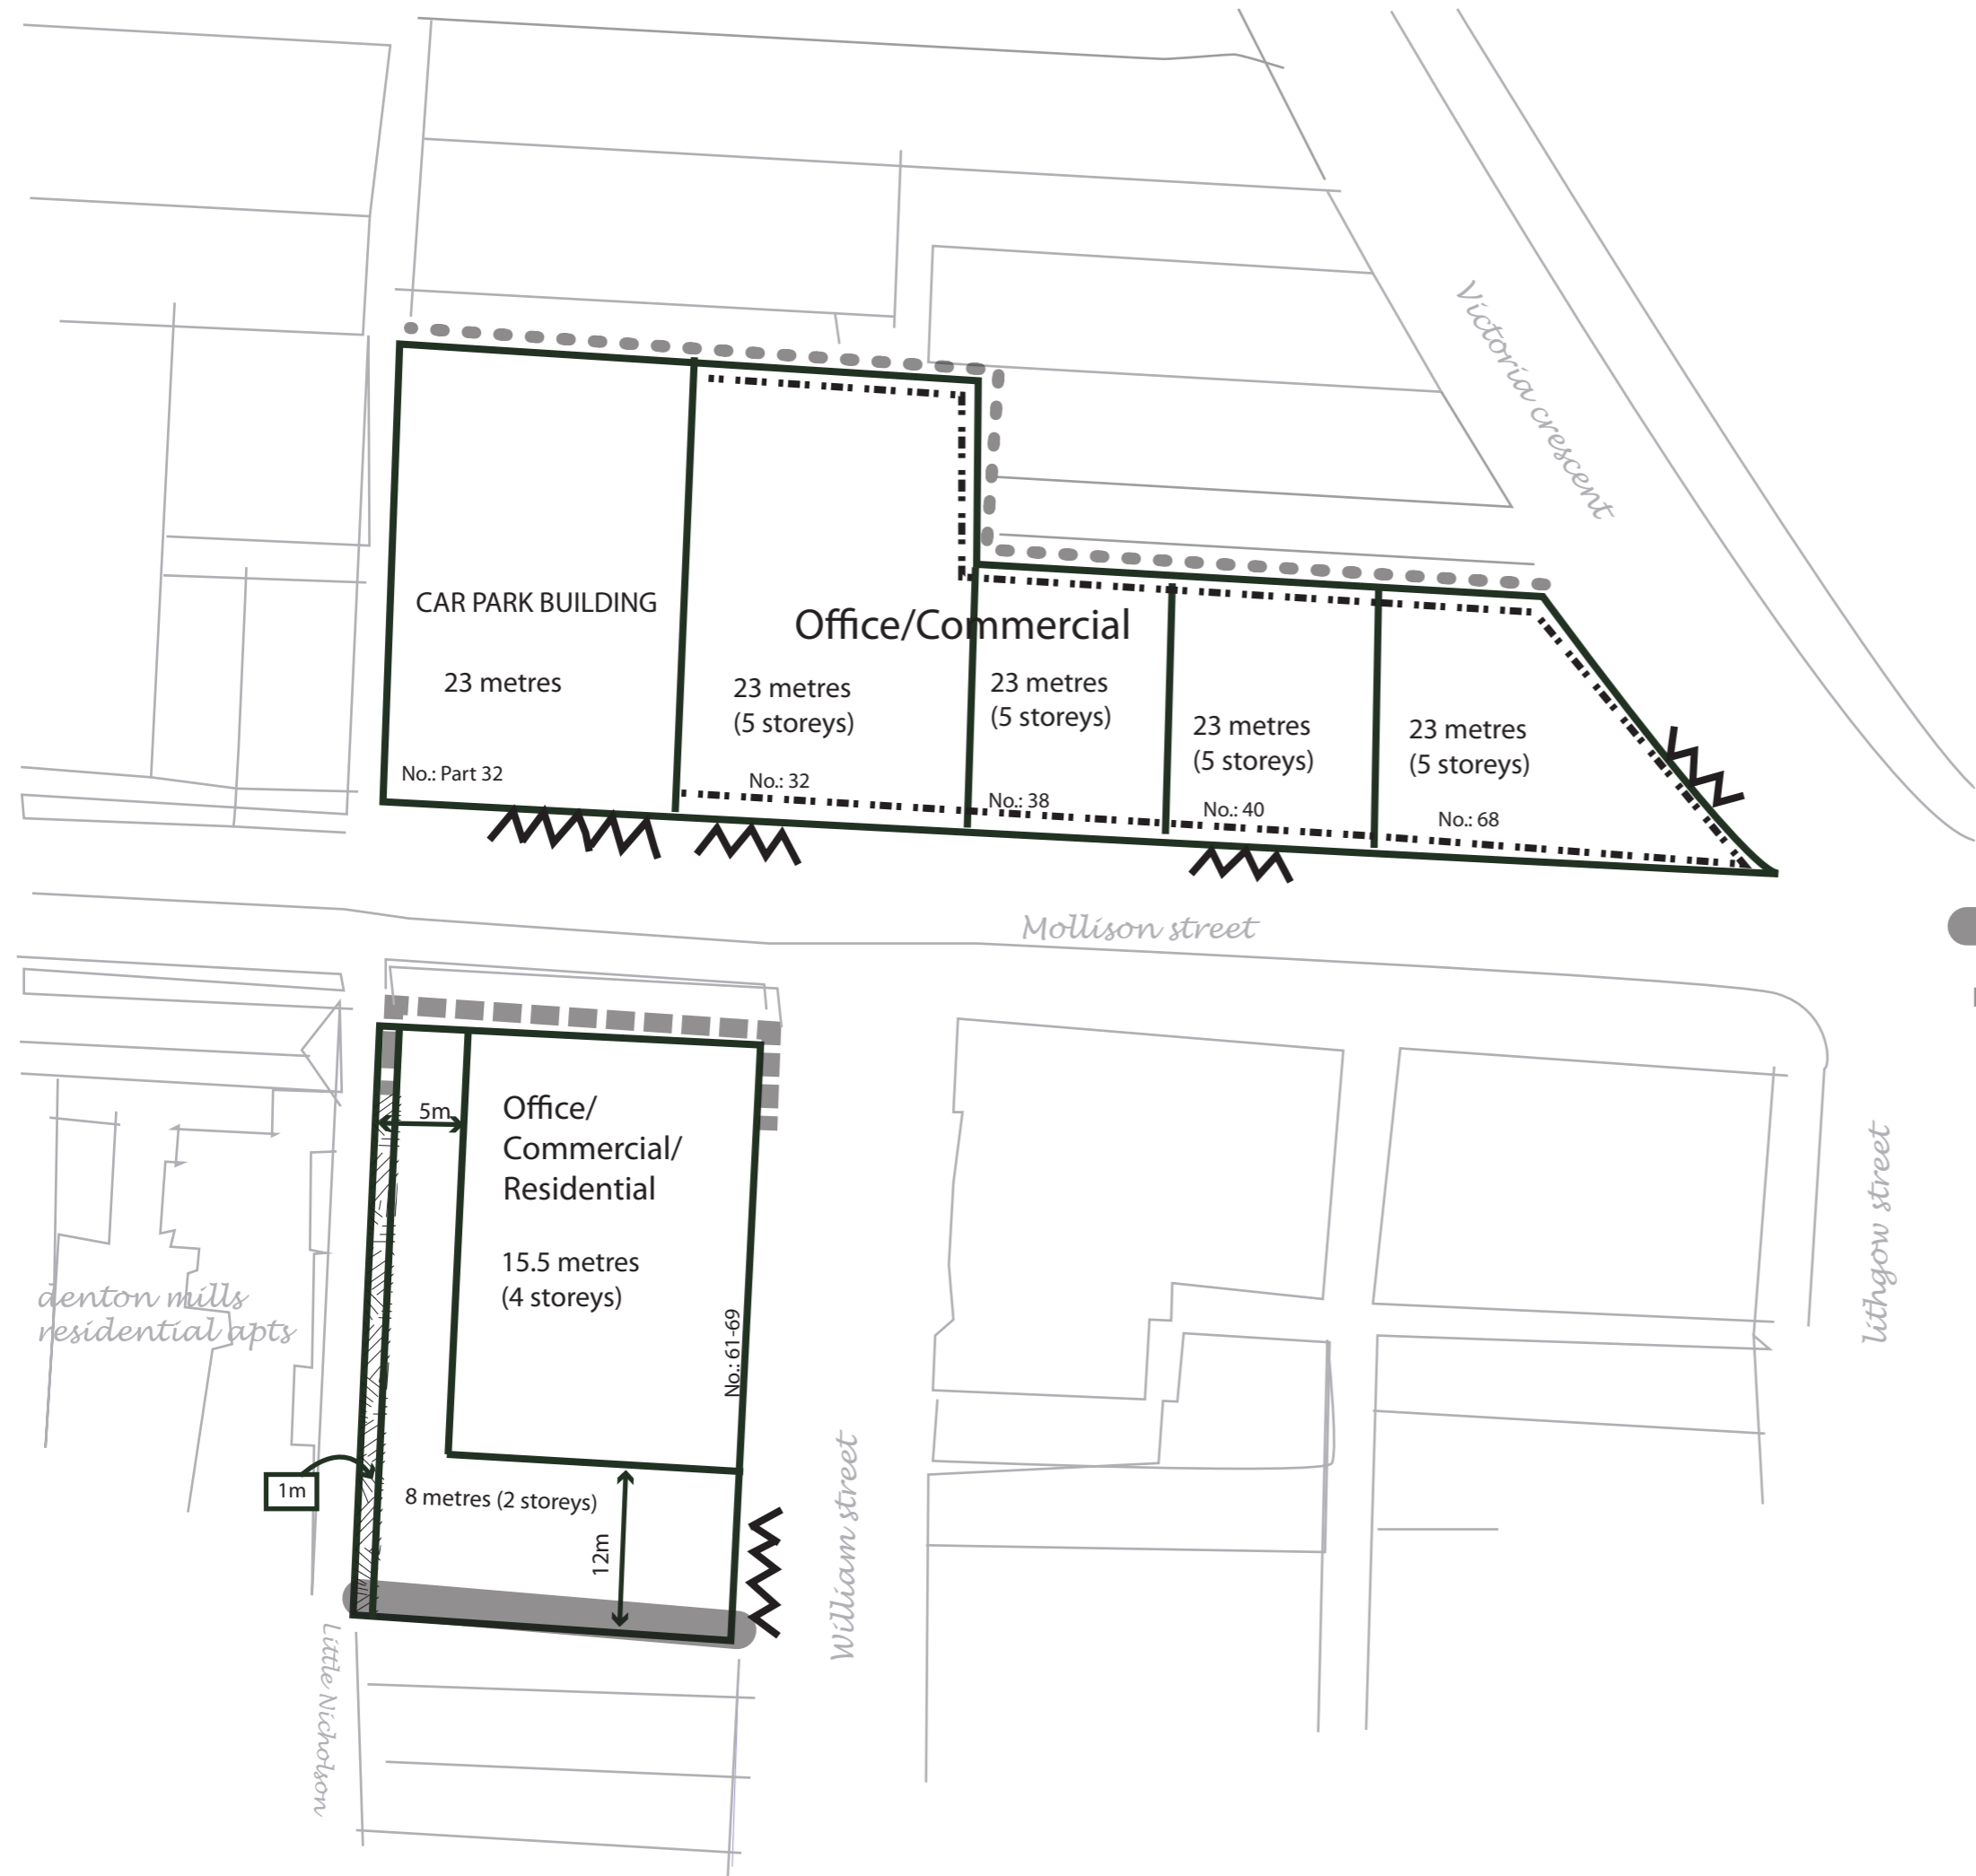 Victoria crescent
CAR PARK BUILDING
23 metres
No.: Part 32
Office/Commercial
23 metres
(5 storeys)
No.: 32
23 metres
(5 storeys)
No.: 38
23 metres
(5 storeys)
No.: 40
23 metres
(5 storeys)
No.: 68
Mollison street
5m
Office/
Commercial/
Residential
15.5 metres
(4 storeys)
No.: 61-69
denton mills
residential apts
lithgow street
1m
8 metres (2 storeys)
12m
William street
Little Nicholson